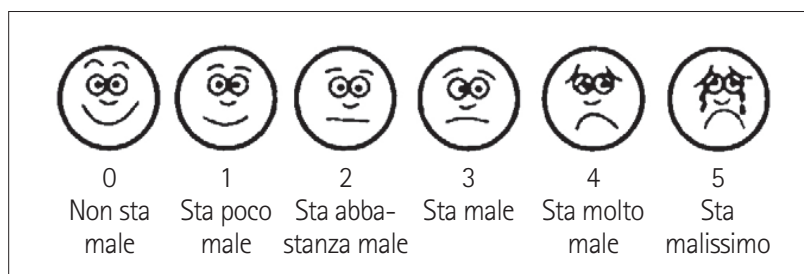 0 1 2 3 4 5
Non sta Sta poco Sta abba- Sta male Sta molto Sta
male male stanza male male malissimo